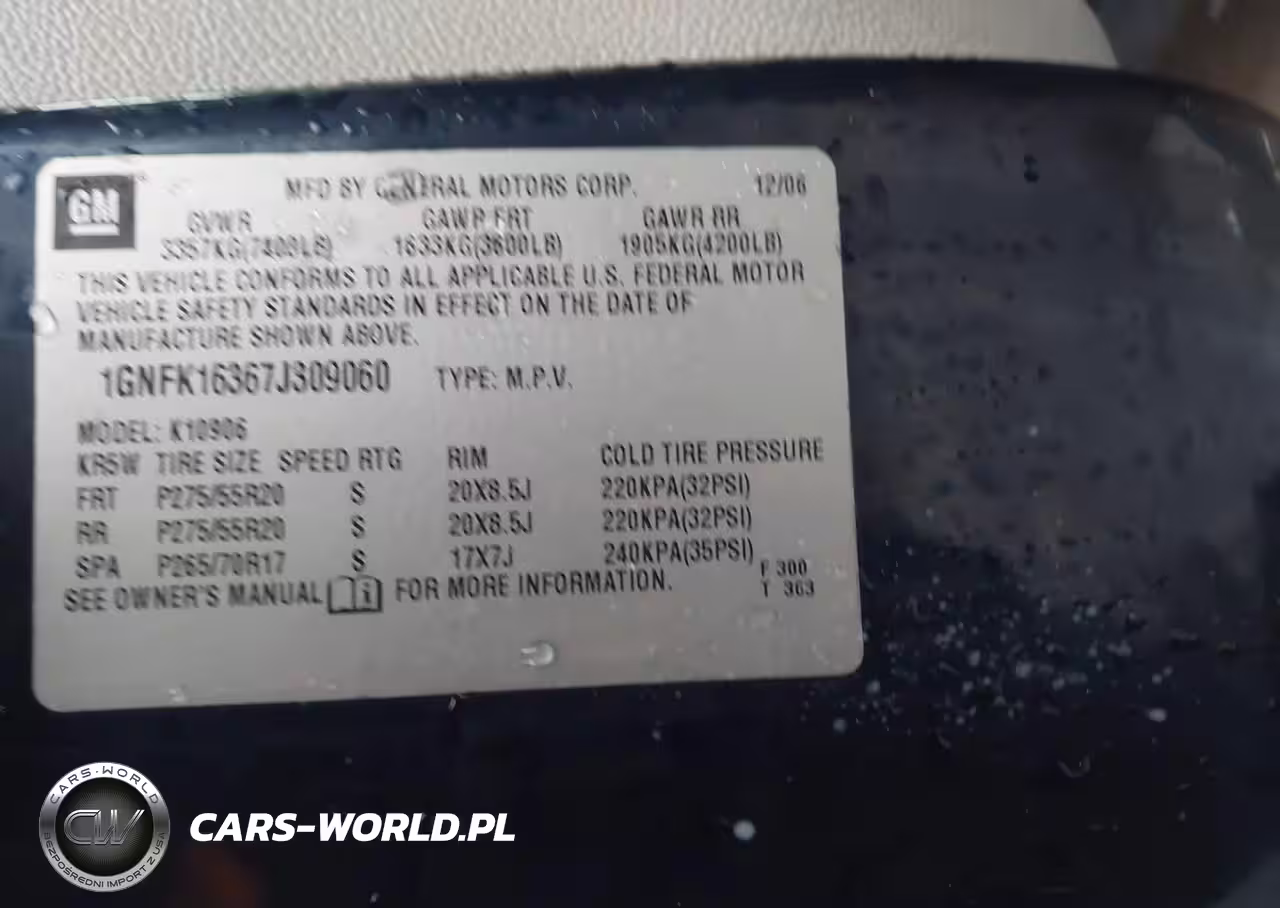 GM
MFD BY GENERAL MOTORS CORP. 12/06
GVWR GAWR FRT GAWR RR
3357KG(7400LB) 1633KG(3600LB) 1905KG(4200LB)
THIS VEHICLE CONFORMS TO ALL APPLICABLE U.S. FEDERAL MOTOR
VEHICLE SAFETY STANDARDS IN EFFECT ON THE DATE OF
MANUFACTURE SHOWN ABOVE.
1GNFK16367J309060 TYPE: M.P.V.
MODEL: K10906
KR5W TIRE SIZE SPEED RTG RIM COLD TIRE PRESSURE
FRT P275/55R20 S 20X8.5J 220KPA(32PSI)
RR P275/55R20 S 20X8.5J 220KPA(32PSI)
SPA P265/70R17 S 17X7J 240KPA(35PSI)
F 300
SEE OWNER'S MANUAL FOR MORE INFORMATION. T 363
CARS-WORLD
CW
BEZPOŚREDNI IMPORT Z USA
CARS-WORLD.PL